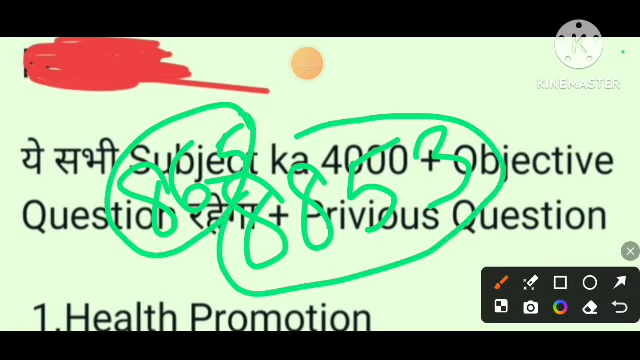 KINEMASTER
ये सभी Subject ka 4000 + Objective
Question रहेगा + Privious Question
1.Health Promotion